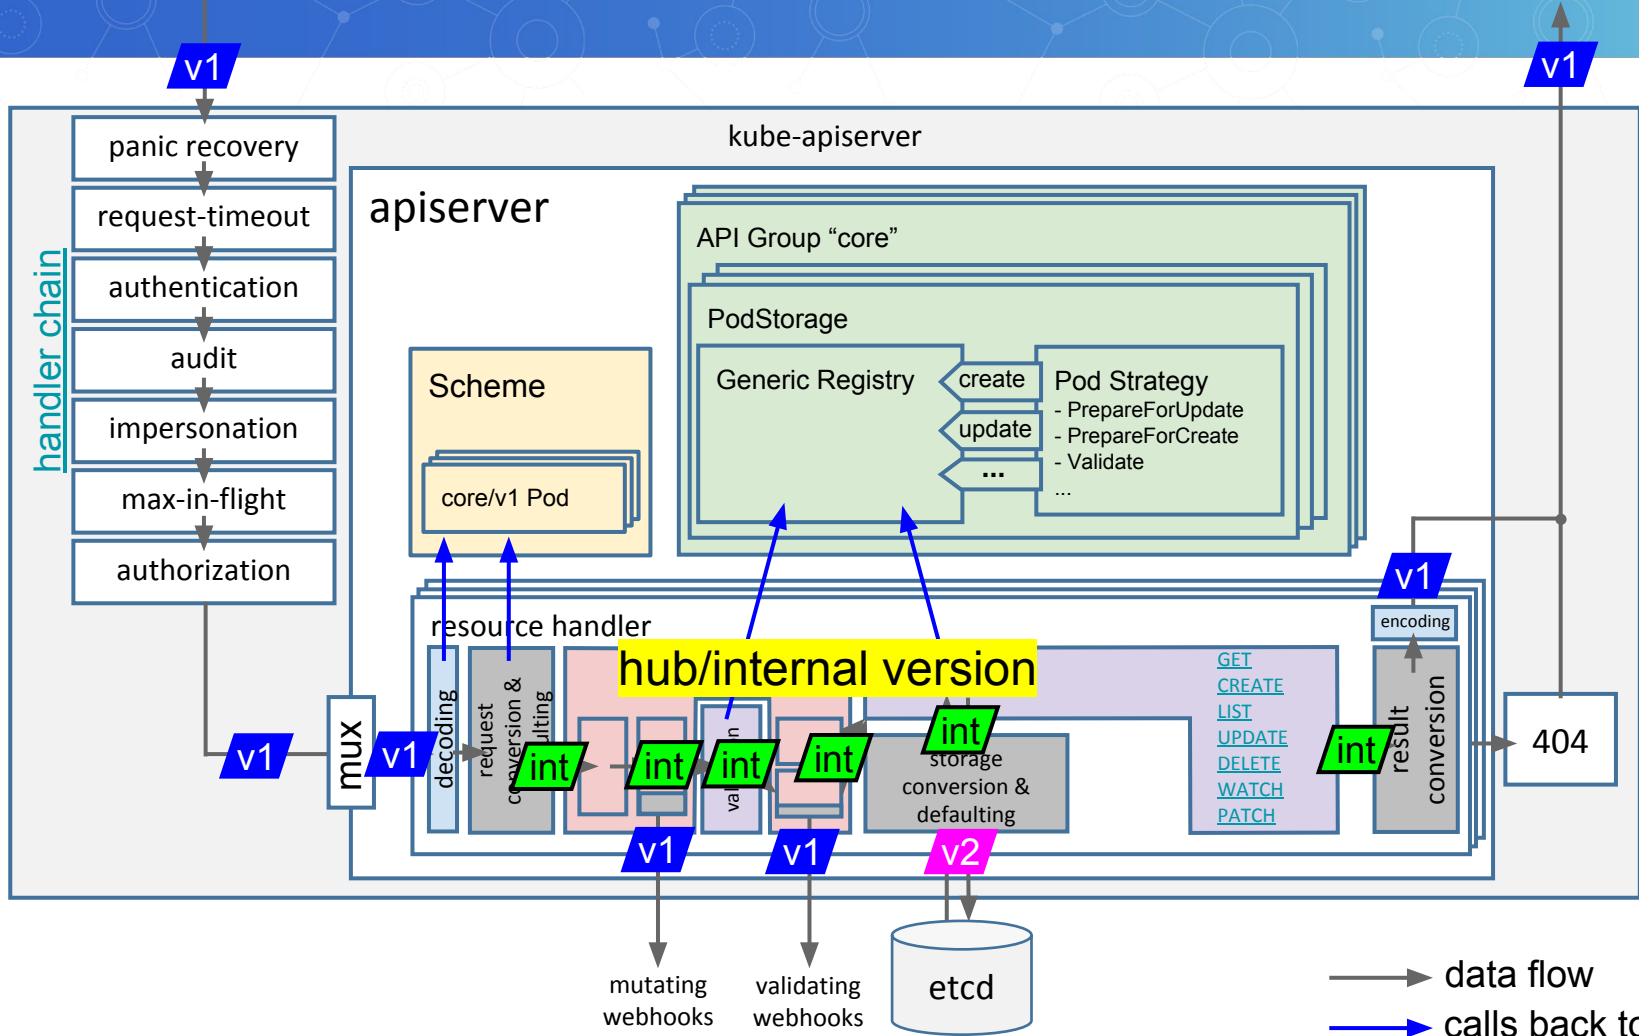 v1
v1
kube-apiserver
panic recovery
request-timeout
authentication
audit
impersonation
max-in-flight
authorization
handler chain
apiserver
API Group “core”
PodStorage
Generic Registry
create
update
...
Pod Strategy
- PrepareForUpdate
- PrepareForCreate
- Validate
...
Scheme
core/v1 Pod
v1
encoding
resource handler
hub/internal version
GET
CREATE
LIST
UPDATE
DELETE
WATCH
PATCH
v1
mux
v1
decoding
request
int
int
int
int
int
storage
conversion &
defaulting
int
result
conversion
404
v1
v1
v2
mutating
webhooks
validating
webhooks
etcd
data flow
calls back to